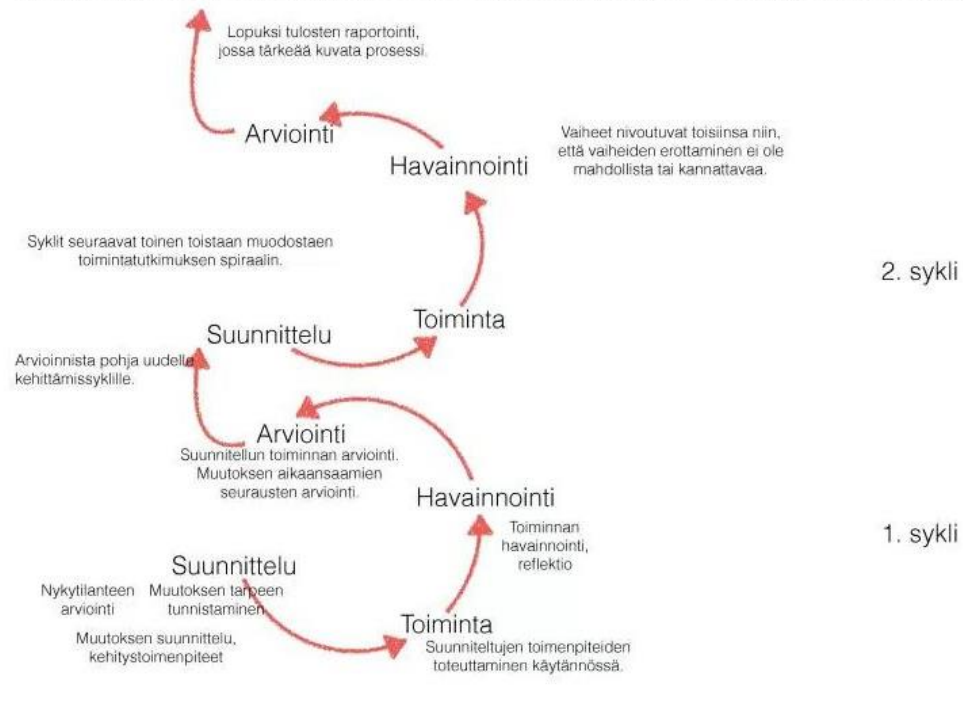 Lopuksi tulosten raportointi,
jossa tärkeää kuvata prosessi.
Arviointi
Havainnointi
Vaiheet nivoutuvat toisiinsa niin,
että vaiheiden erottaminen ei ole
mahdollista tai kannattavaa.
Syklit seuraavat toinen toistaan muodostaen
toimintatutkimuksen spiraalin.
2. sykli
Toiminta
Suunnittelu
Arvioinnista pohja uudelle
kehittämissyklille.
Arviointi
Suunnitellun toiminnan arviointi.
Muutoksen aikaansaamien
seurausten arviointi.
Havainnointi
Toiminnan
havainnointi,
reflektio
1. sykli
Suunnittelu
Nykytilanteen
arviointi
Muutoksen tarpeen
tunnistaminen
Muutoksen suunnittelu,
kehitystoimenpiteet
Toiminta
Suunniteltujen toimenpiteiden
toteuttaminen käytännössä.